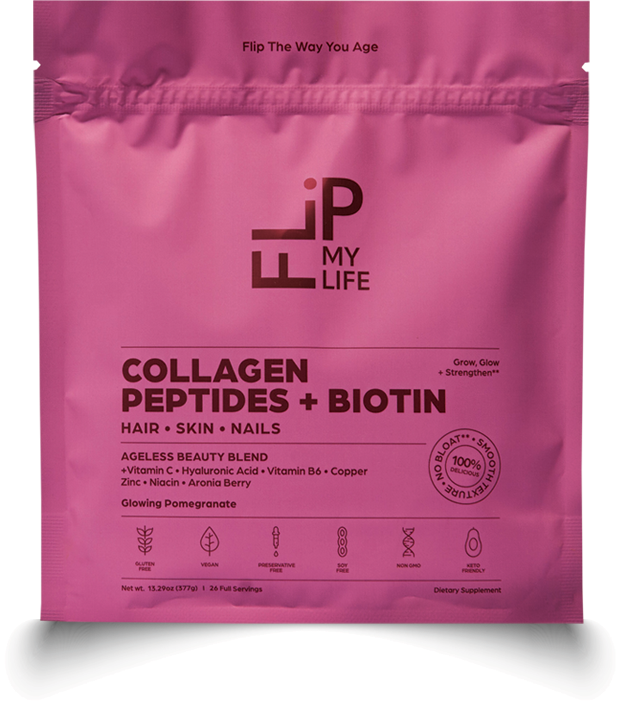 Flip The Way You Age
FLiP
MY
LIFE
COLLAGEN
PEPTIDES + BIOTIN
HAIR • SKIN • NAILS
Grow, Glow
+ Strengthen**
AGELESS BEAUTY BLEND
+Vitamin C • Hyaluronic Acid • Vitamin B6 • Copper
Zinc • Niacin • Aronia Berry
Glowing Pomegranate
NO BLOAT** • SMOOTH TEXTURE •
100%
DELICIOUS
GLUTEN
FREE
VEGAN
PRESERVATIVE
FREE
SOY
FREE
NON GMO
KETO
FRIENDLY
Net wt. 13.29oz (377g) | 26 Full Servings
Dietary Supplement